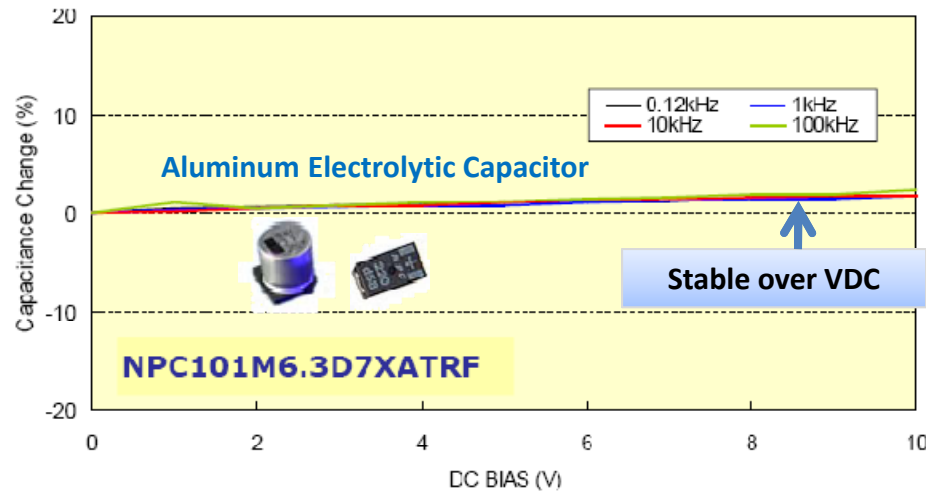 20
10
0
-10
-20
Capacitance Change (%)
0.12kHz
1kHz
10kHz
100kHz
Aluminum Electrolytic Capacitor
Stable over VDC
NPC101M6.3D7XATRF
0 2 4 6 8 10
DC BIAS (V)